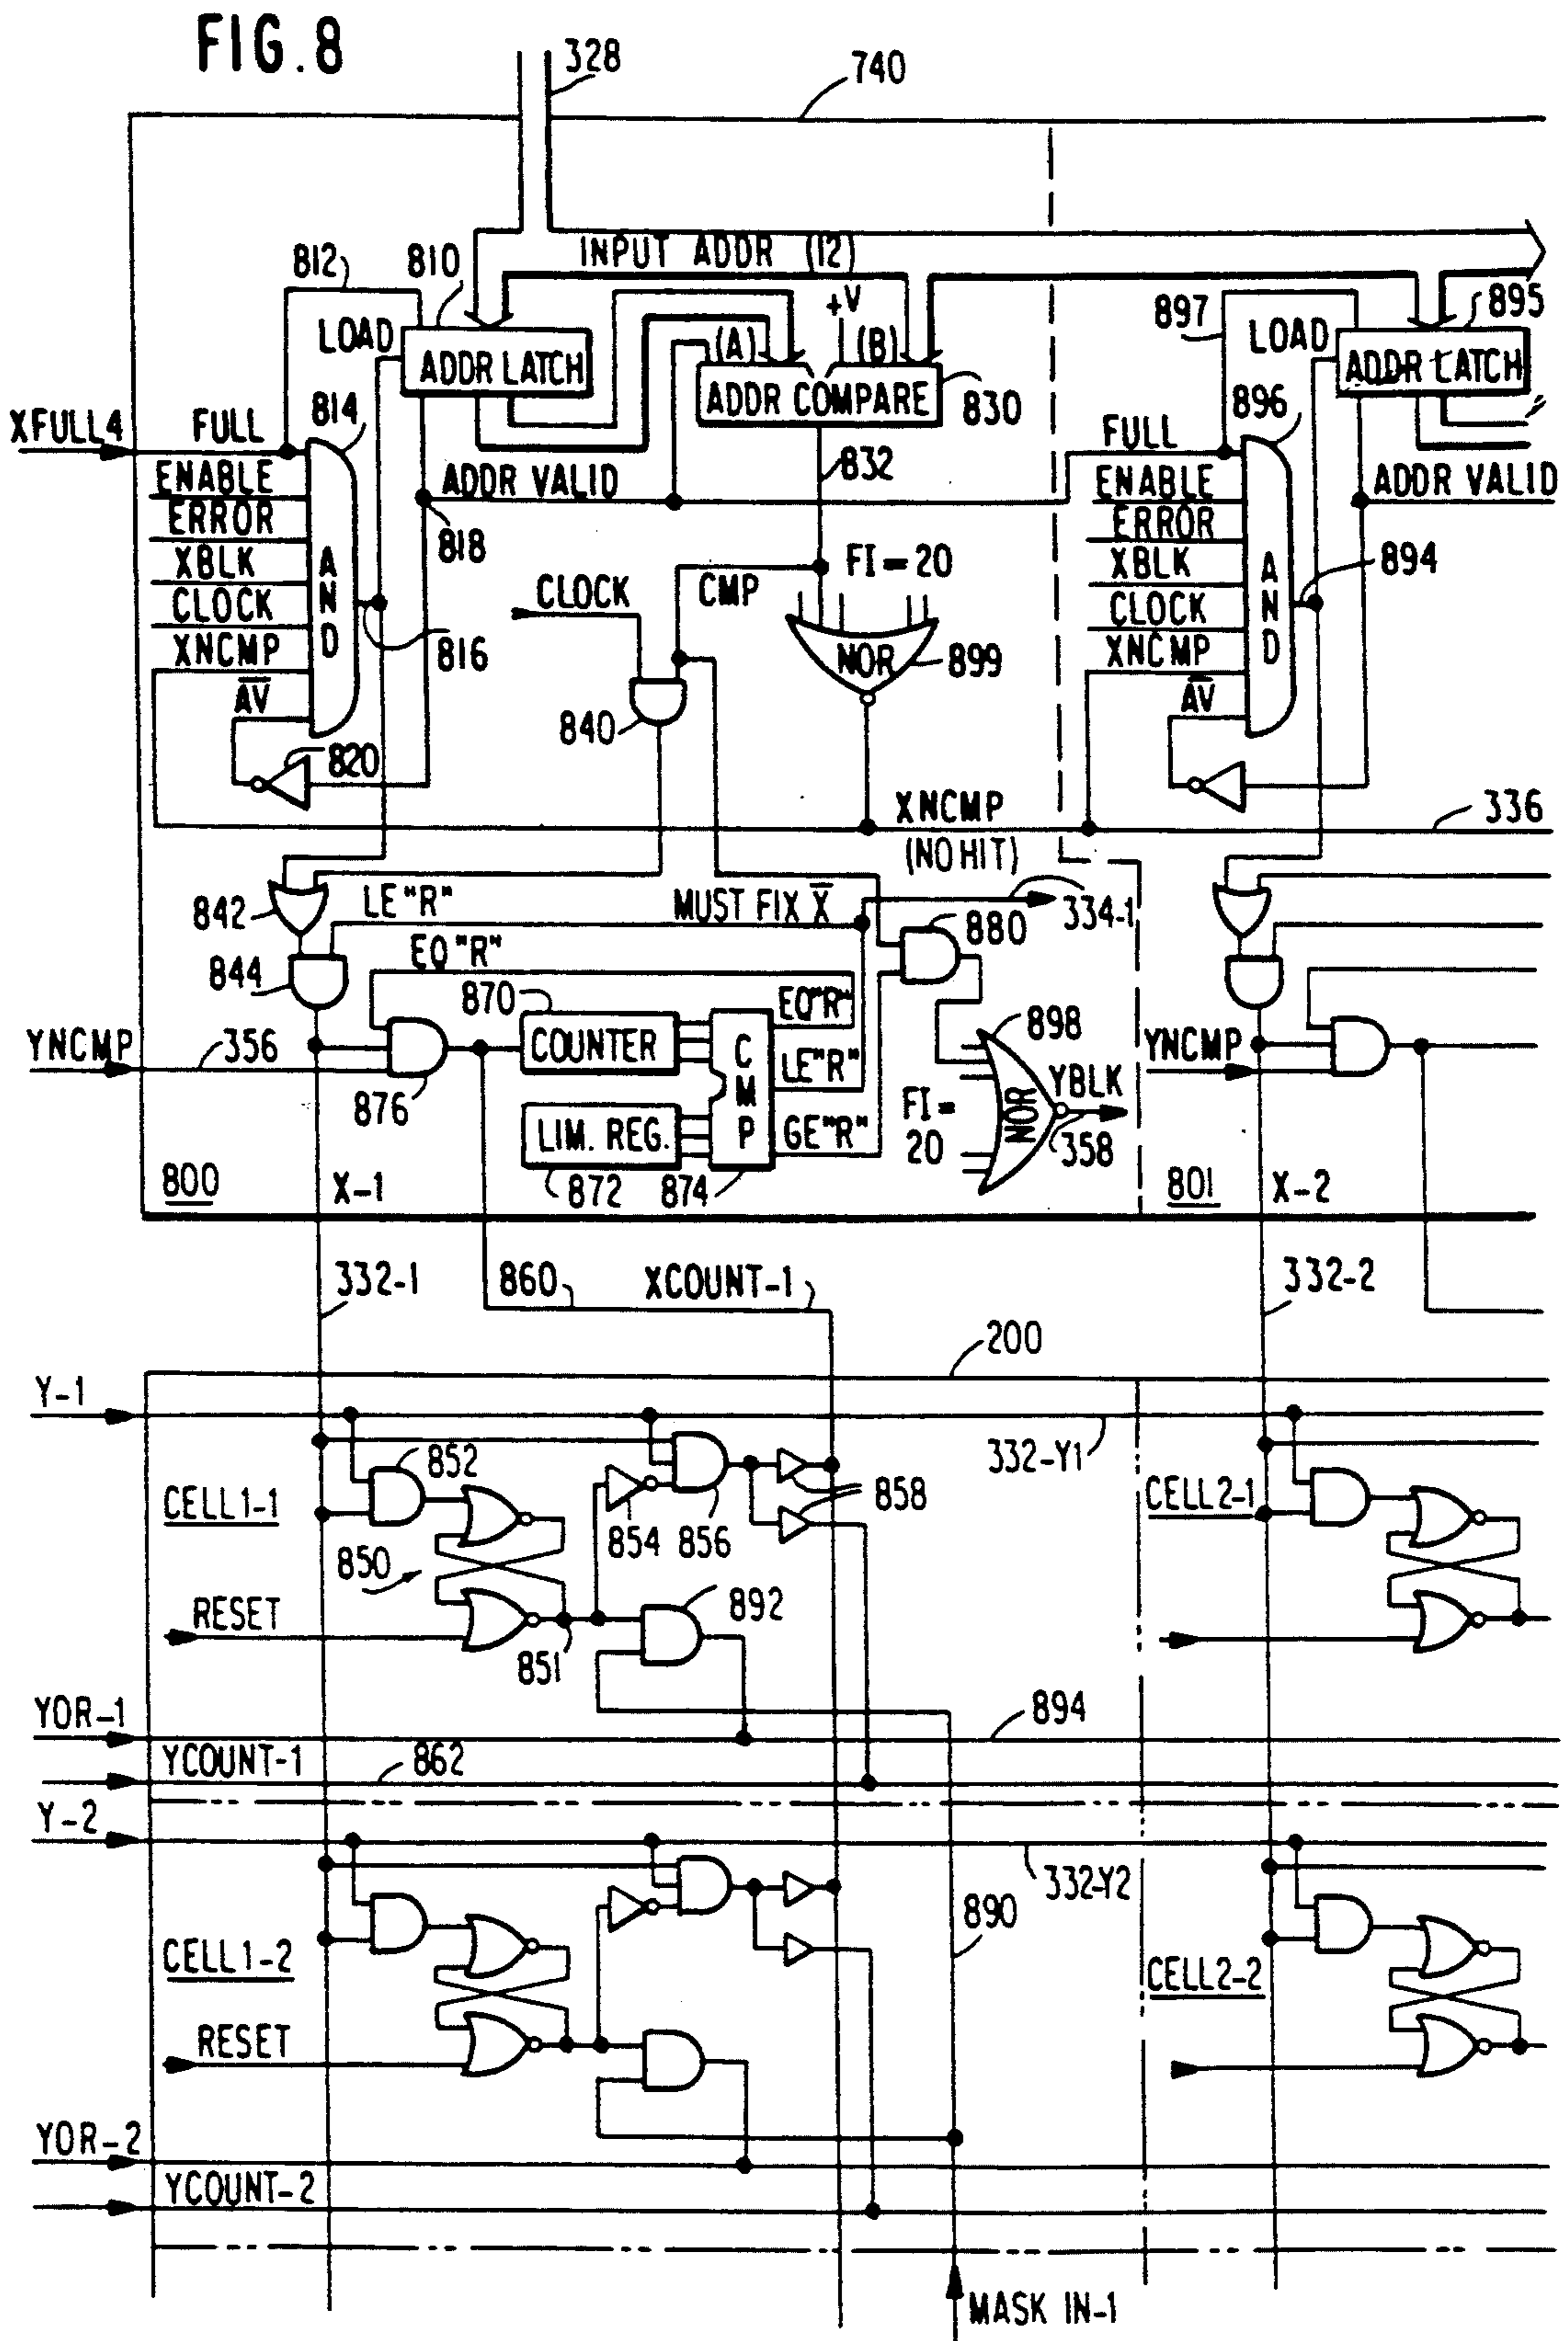 FIG. 8
328
740
INPUT ADDR (12)
812
810
LOAD
ADDR LATCH
+V
(A)
(B)
ADDR COMPARE
830
897
LOAD
895
ADDR LATCH
XFULL4
FULL
814
832
FULL
896
ENABLE
ADDR VALID
818
ENABLE
ADDR VALID
ERROR
ERROR
XBLK
CLOCK
CMP
FI = 20
XBLK
894
CLOCK
AND
CLOCK
AND
XNCMP
816
NOR
899
XNCMP
A̅V̅
840
A̅V̅
820
XNCMP
(NO HIT)
336
842
LE"R"
MUST FIX X̅
334-1
880
844
EQ"R"
870
EQ"R"
898
YNCMP
356
COUNTER
CMP
LE"R"
YBLK
YNCMP
876
FI =
20
NOR
LIM. REG.
GE"R"
358
800
X-1
872
874
801
X-2
332-1
860
XCOUNT-1
332-2
200
Y-1
332-Y1
852
CELL1-1
858
CELL2-1
854
856
850
892
RESET
851
YOR-1
894
YCOUNT-1
862
Y-2
332-Y2
890
CELL1-2
CELL2-2
RESET
YOR-2
YCOUNT-2
MASK IN-1